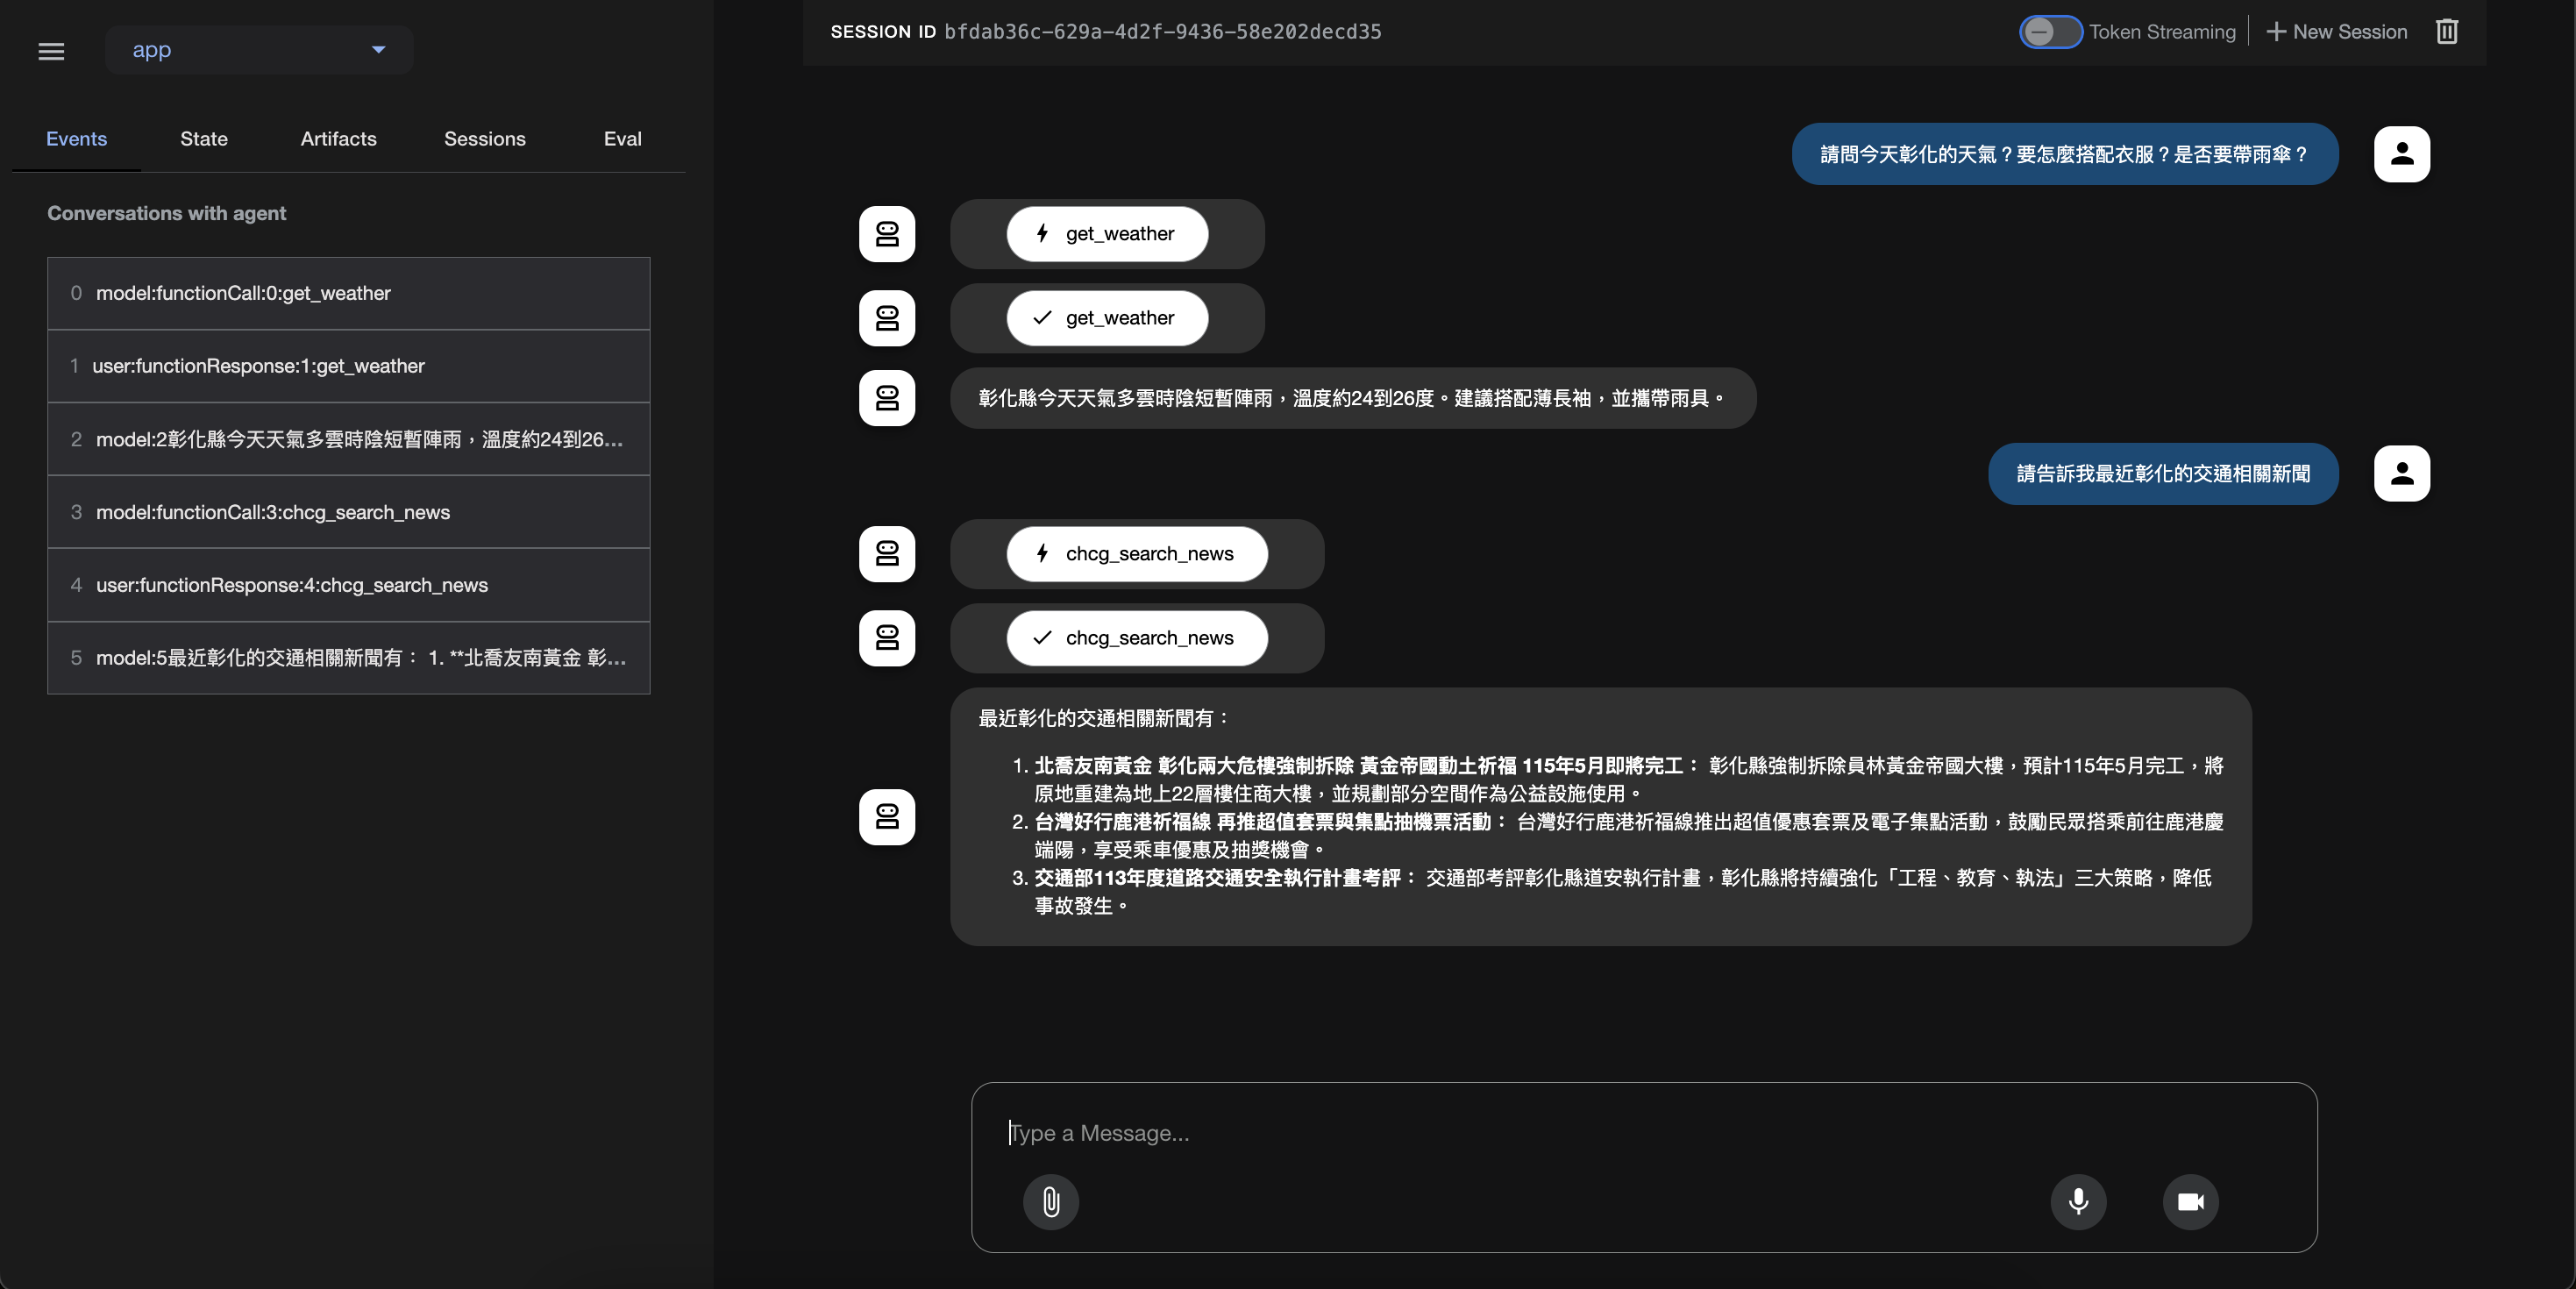 app
SESSION ID bfdab36c-629a-4d2f-9436-58e202decd35
Token Streaming
New Session
Events State Artifacts Sessions Eval
Conversations with agent
0 model:functionCall:0:get_weather
1 user:functionResponse:1:get_weather
2 model:2彰化縣今天天氣多雲時陰短暫陣雨，溫度約24到26...
3 model:functionCall:3:chcg_search_news
4 user:functionResponse:4:chcg_search_news
5 model:5最近彰化的交通相關新聞有： 1. **北喬友南黃金 彰...
請問今天彰化的天氣？要怎麼搭配衣服？是否要帶雨傘？
get_weather
get_weather
彰化縣今天天氣多雲時陰短暫陣雨，溫度約24到26度。建議搭配薄長袖，並攜帶雨具。
請告訴我最近彰化的交通相關新聞
chcg_search_news
chcg_search_news
最近彰化的交通相關新聞有：
1. 北喬友南黃金 彰化兩大危樓強制拆除 黃金帝國動土祈福 115年5月即將完工： 彰化縣強制拆除員林黃金帝國大樓，預計115年5月完工，將
原地重建為地上22層樓住商大樓，並規劃部分空間作為公益設施使用。
2. 台灣好行鹿港祈福線 再推超值套票與集點抽機票活動： 台灣好行鹿港祈福線推出超值優惠套票及電子集點活動，鼓勵民眾搭乘前往鹿港慶
端陽，享受乘車優惠及抽獎機會。
3. 交通部113年度道路交通安全執行計畫考評： 交通部考評彰化縣道安執行計畫，彰化縣將持續強化「工程、教育、執法」三大策略，降低
事故發生。
Type a Message...